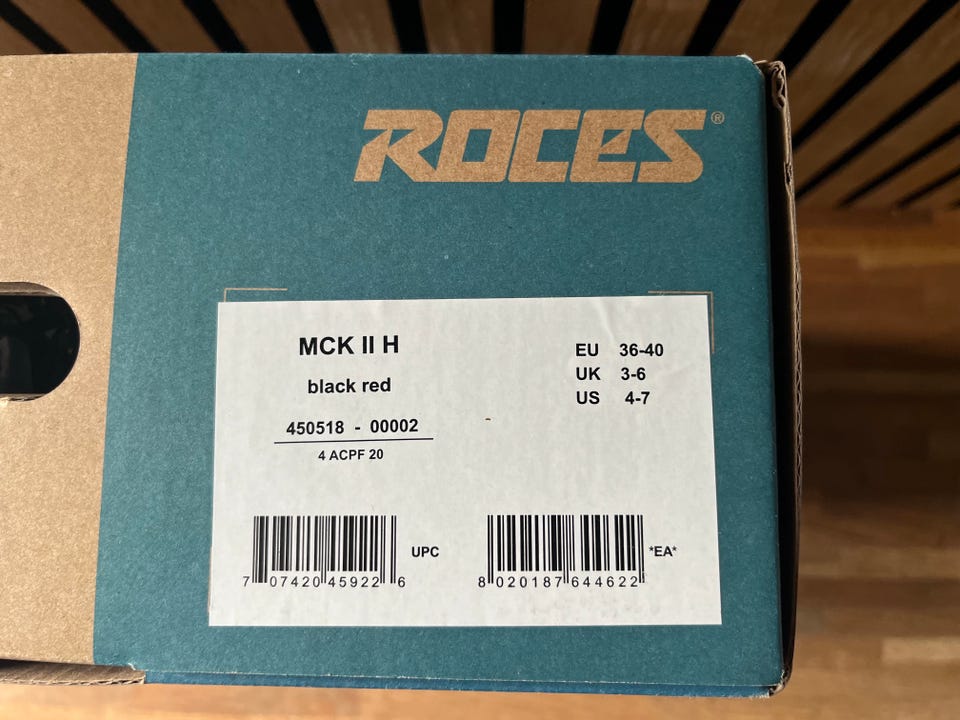 ROCES®
MCK II H
black red
450518 - 00002
4 ACPF 20
EU 36-40
UK 3-6
US 4-7
UPC
7 07420 45922 6
*EA*
8 020187 644622